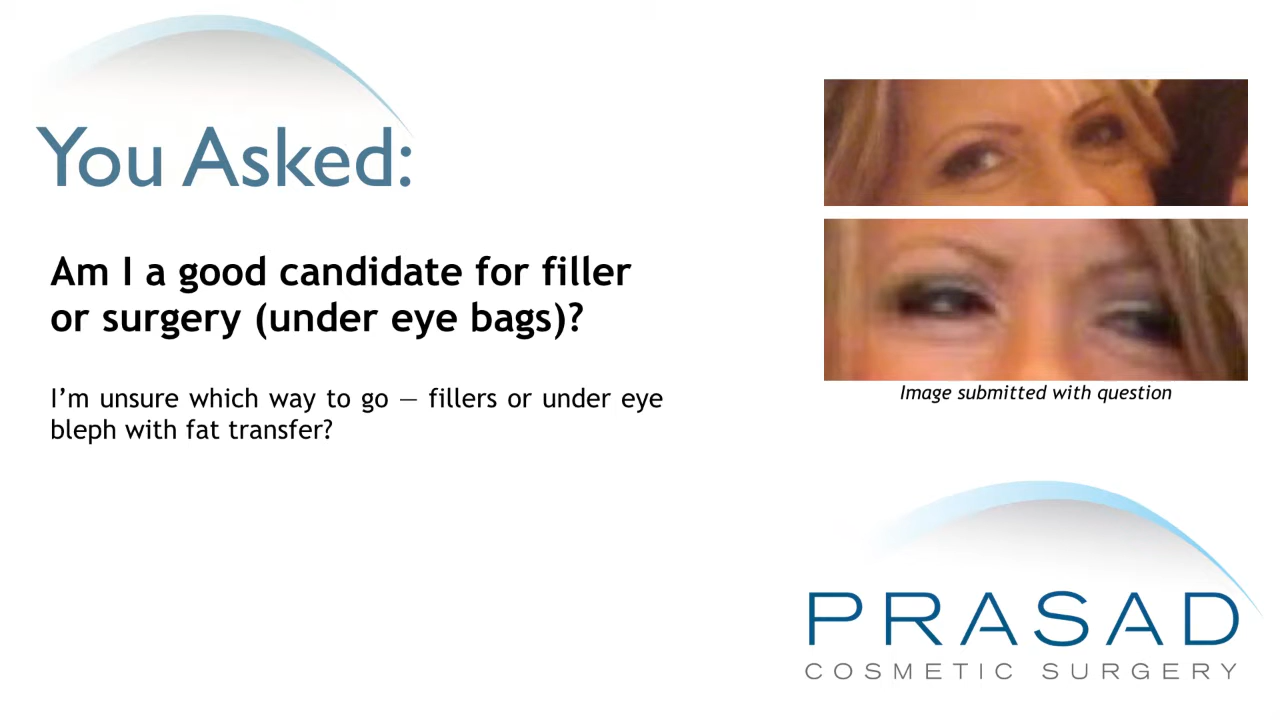 You Asked:
Am I a good candidate for filler
or surgery (under eye bags)?
I’m unsure which way to go — fillers or under eye
bleph with fat transfer?
Image submitted with question
PRASAD
COSMETIC SURGERY